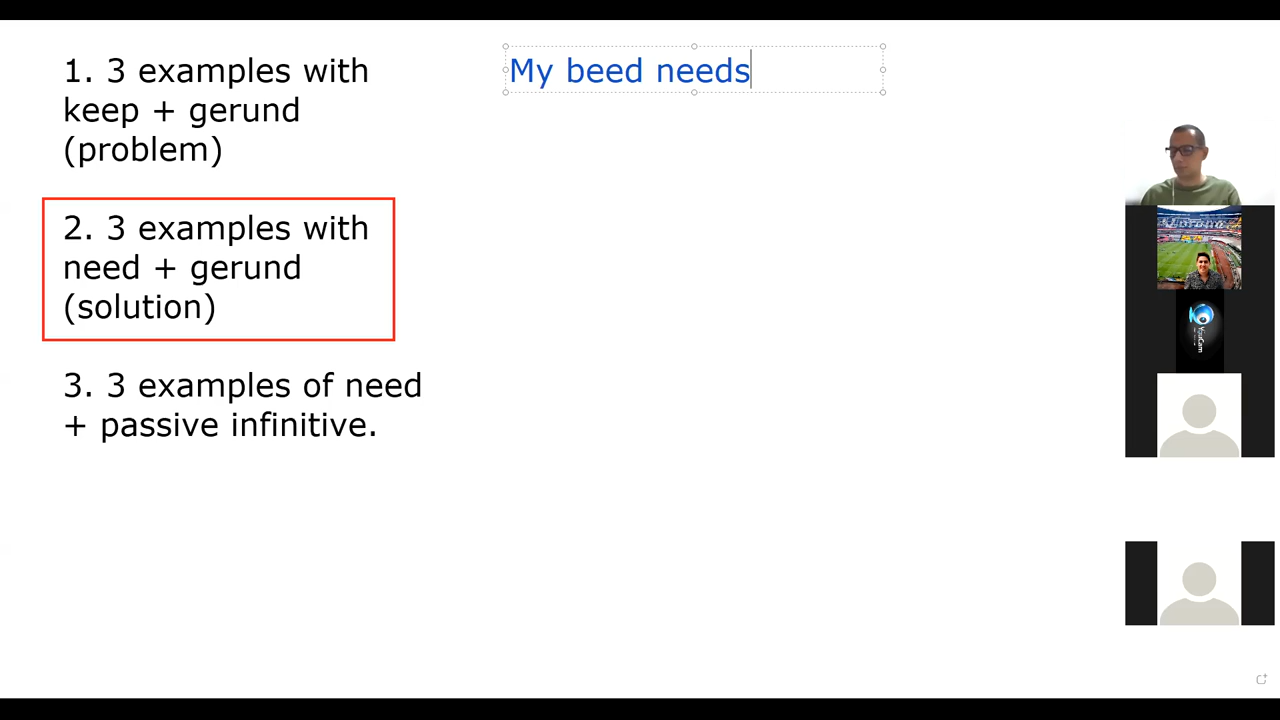 1. 3 examples with
keep + gerund
(problem)
2. 3 examples with
need + gerund
(solution)
3. 3 examples of need
+ passive infinitive.
My beed needs
YouCam